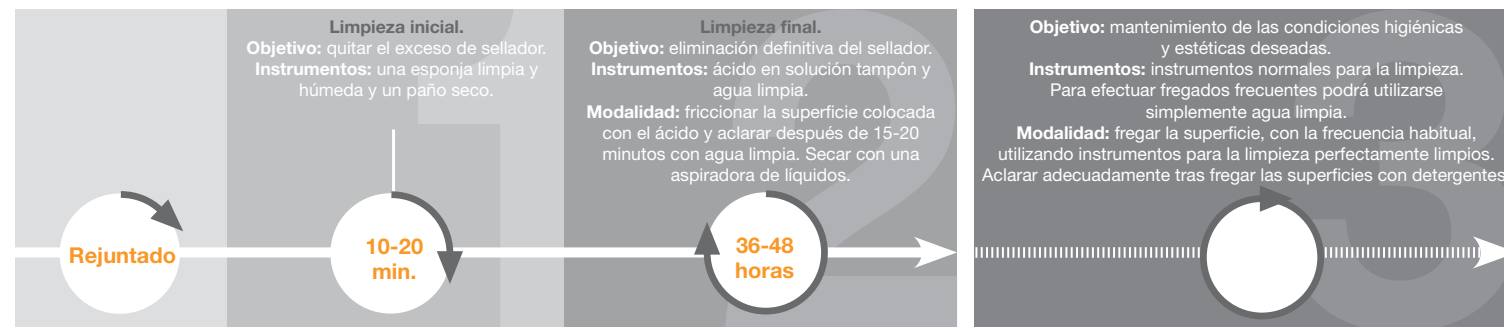 Rejuntado
1
Limpieza inicial.
Objetivo: quitar el exceso de sellador.
Instrumentos: una esponja limpia y
húmeda y un paño seco.
10-20
min.
2
Limpieza final.
Objetivo: eliminación definitiva del sellador.
Instrumentos: ácido en solución tampón y
agua limpia.
Modalidad: friccionar la superficie colocada
con el ácido y aclarar después de 15-20
minutos con agua limpia. Secar con una
aspiradora de líquidos.
36-48
horas
3
Objetivo: mantenimiento de las condiciones higiénicas
y estéticas deseadas.
Instrumentos: instrumentos normales para la limpieza.
Para efectuar fregados frecuentes podrá utilizarse
simplemente agua limpia.
Modalidad: fregar la superficie, con la frecuencia habitual,
utilizando instrumentos para la limpieza perfectamente limpios.
Aclarar adecuadamente tras fregar las superficies con detergentes